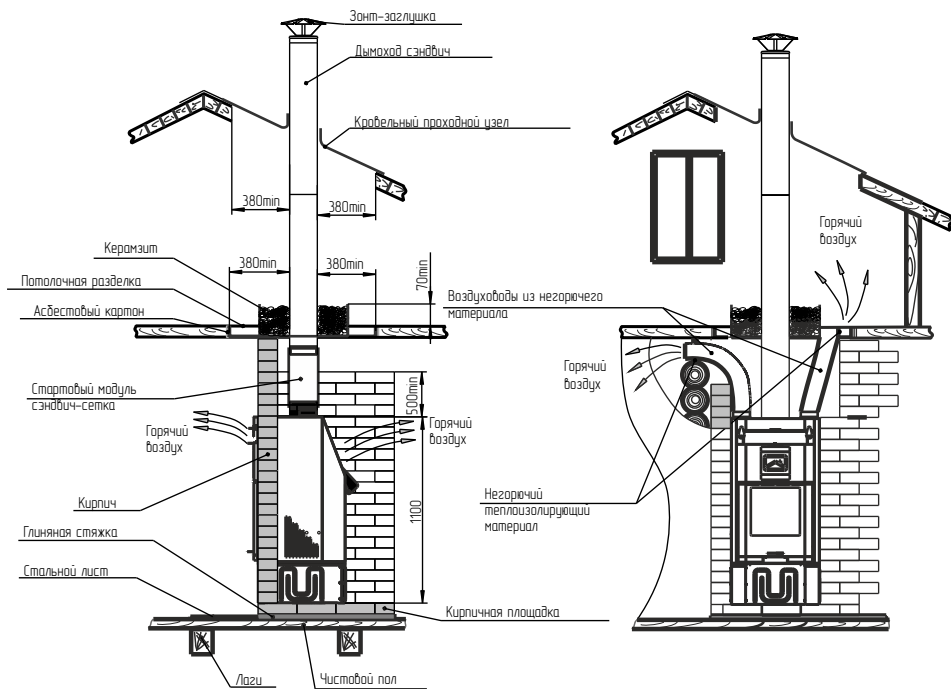 Зонт-заглушка
Дымоход сэндвич
Кровельный проходной узел
380min
380min
Керамзит
380min
380min
70min
Потолочная разделка
Асбестовый картон
Стартовый модуль
сэндвич-сетка
500min
Горячий
воздух
Горячий
воздух
Кирпич
1100
Глиняная стяжка
Стальной лист
Кирпичная площадка
Лаги
Чистовой пол
Горячий
воздух
Воздуховоды из негорючего
материала
Горячий
воздух
Негорючий
теплоизолирующий
материал